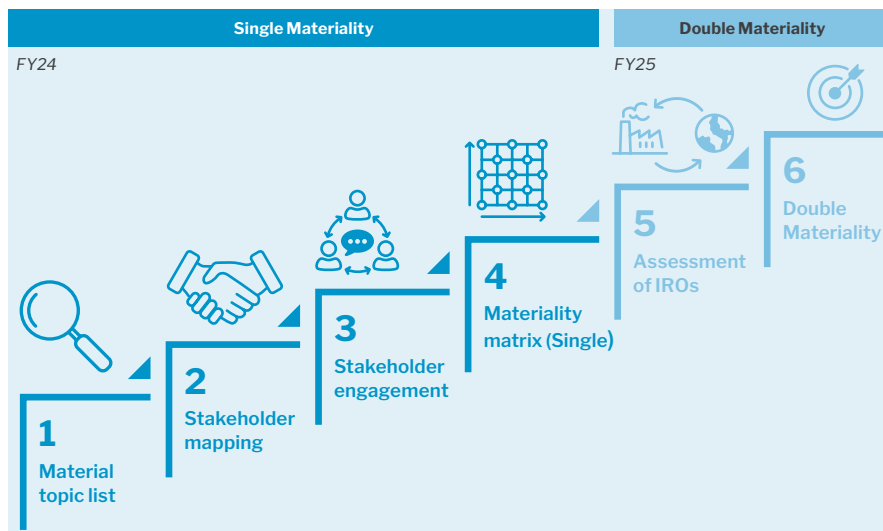 Single Materiality
Double Materiality
FY24
FY25
1
Material
topic list
2
Stakeholder
mapping
3
Stakeholder
engagement
4
Materiality
matrix (Single)
5
Assessment
of IROs
6
Double
Materiality